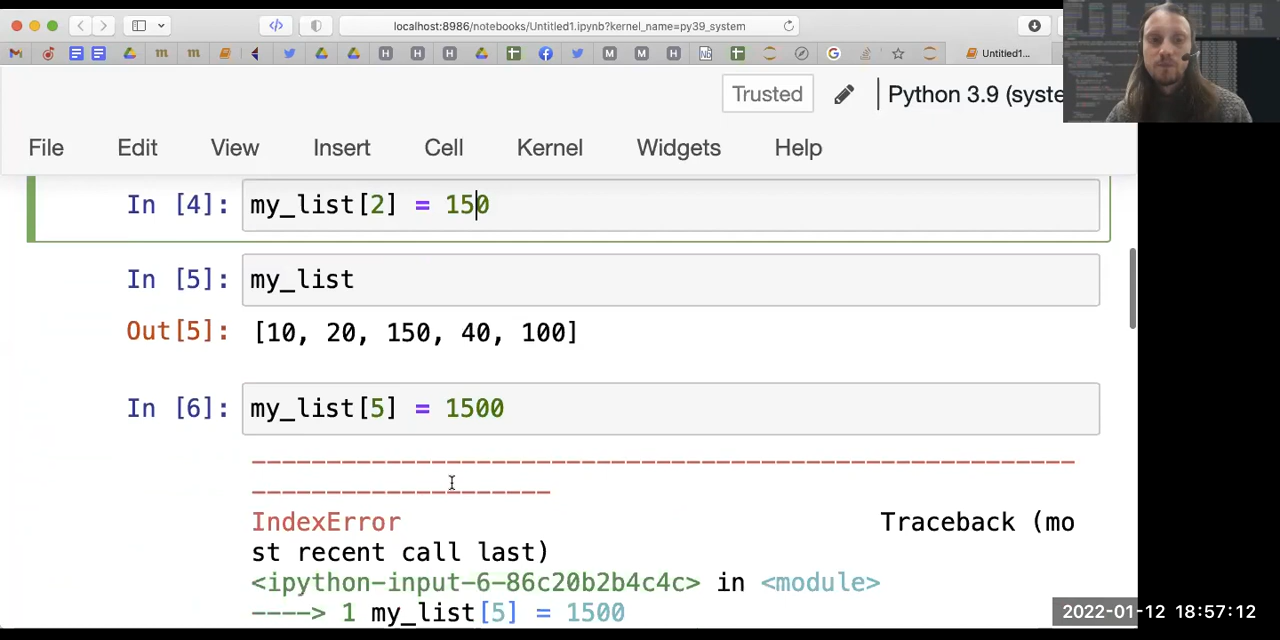 localhost:8986/notebooks/Untitled1.ipynb?kernel_name=py39_system
Untitled1...
Trusted
Python 3.9 (syste
File Edit View Insert Cell Kernel Widgets Help
In [4]: my_list[2] = 150
In [5]: my_list
Out[5]: [10, 20, 150, 40, 100]
In [6]: my_list[5] = 1500
---------------------------------------------------------------------------
IndexError Traceback (mo
st recent call last)
<ipython-input-6-86c20b2b4c4c> in <module>
----> 1 my_list[5] = 1500
2022-01-12 18:57:12